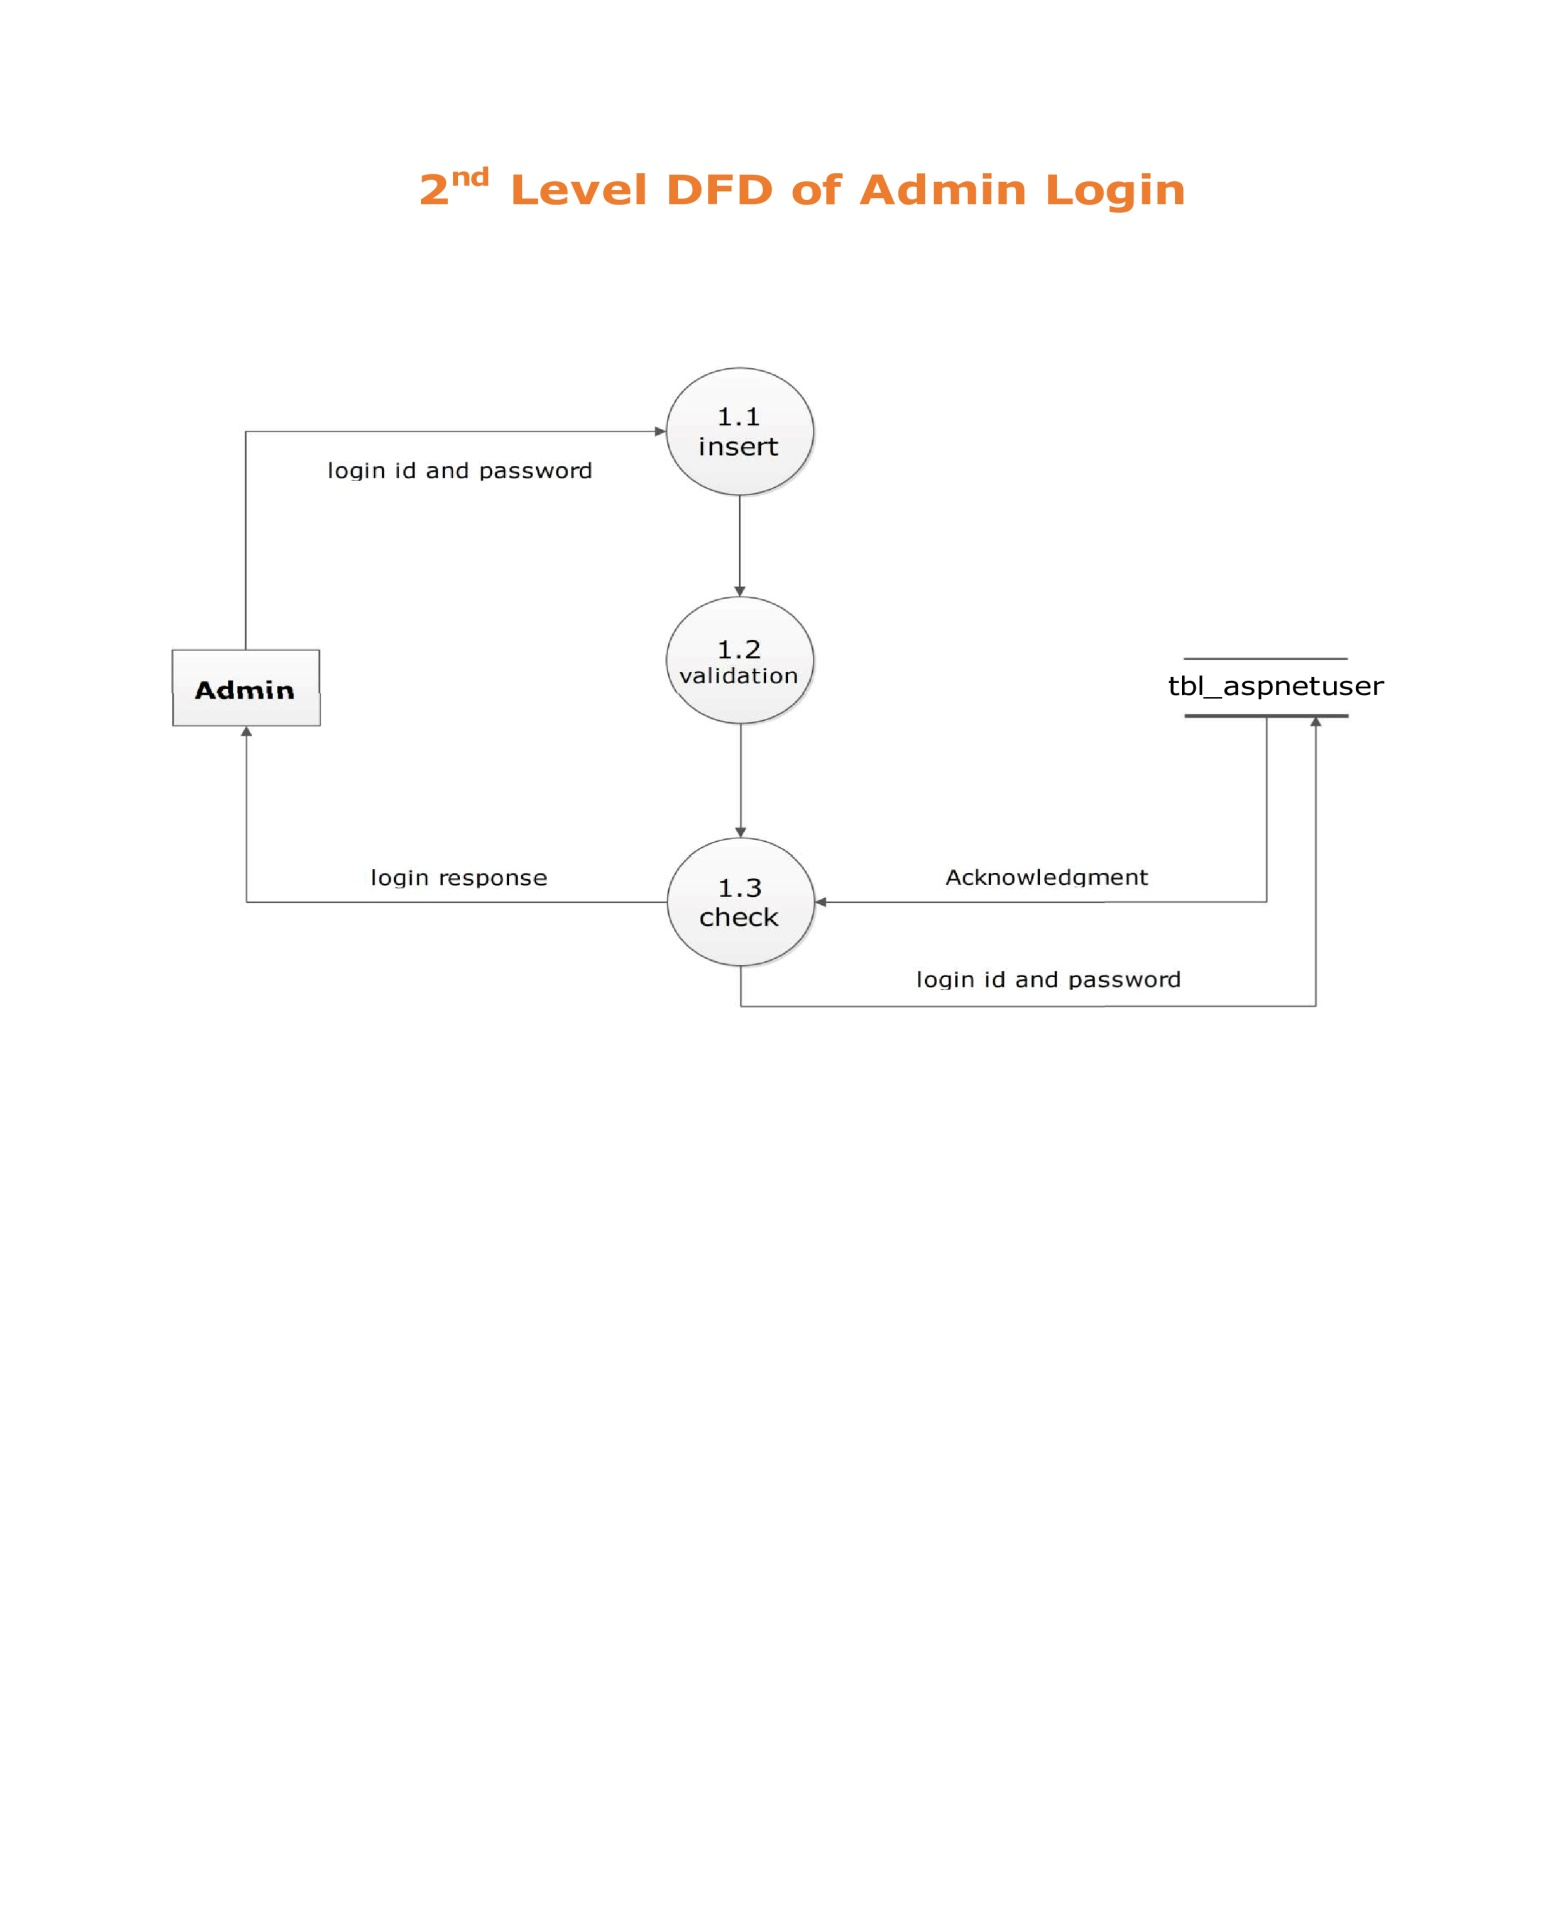 2nd Level DFD of Admin Login
1.1
insert
login id and password
1.2
validation
Admin
tbl_aspnetuser
login response
1.3
check
Acknowledgment
login id and password